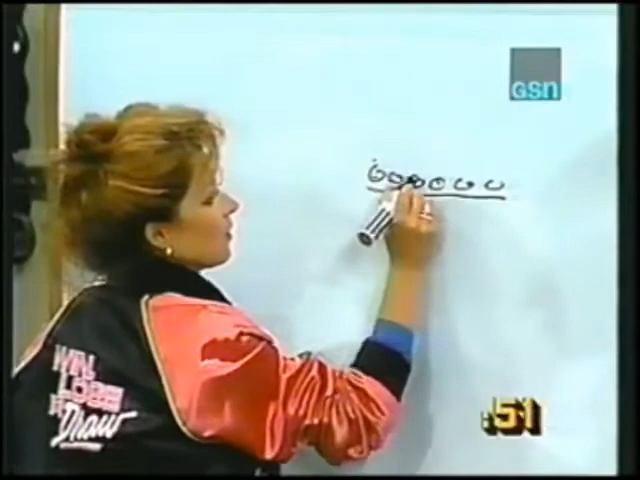 GSN
WIN,
LOSE
or
Draw
:51